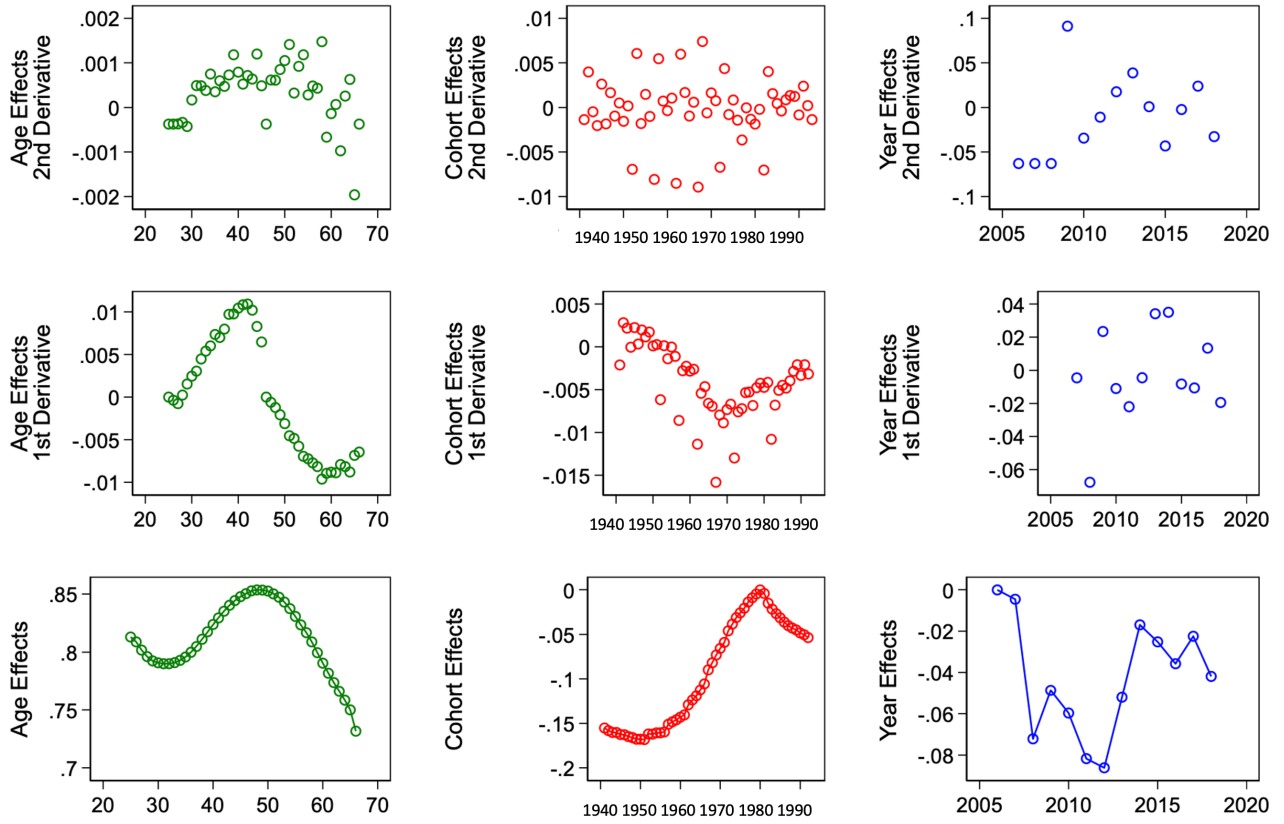 Age Effects
2nd Derivative
.002
.001
0
-.001
-.002
20 30 40 50 60 70
Cohort Effects
2nd Derivative
.01
.005
0
-.005
-.01
1940 1950 1960 1970 1980 1990
Year Effects
2nd Derivative
.1
.05
0
-.05
-.1
2005 2010 2015 2020
Age Effects
1st Derivative
.01
.005
0
-.005
-.01
20 30 40 50 60 70
Cohort Effects
1st Derivative
.005
0
-.005
-.01
-.015
1940 1950 1960 1970 1980 1990
Year Effects
1st Derivative
.04
.02
0
-.02
-.04
-.06
2005 2010 2015 2020
Age Effects
.85
.8
.75
.7
20 30 40 50 60 70
Cohort Effects
0
-.05
-.1
-.15
-.2
1940 1950 1960 1970 1980 1990
Year Effects
0
-.02
-.04
-.06
-.08
2005 2010 2015 2020